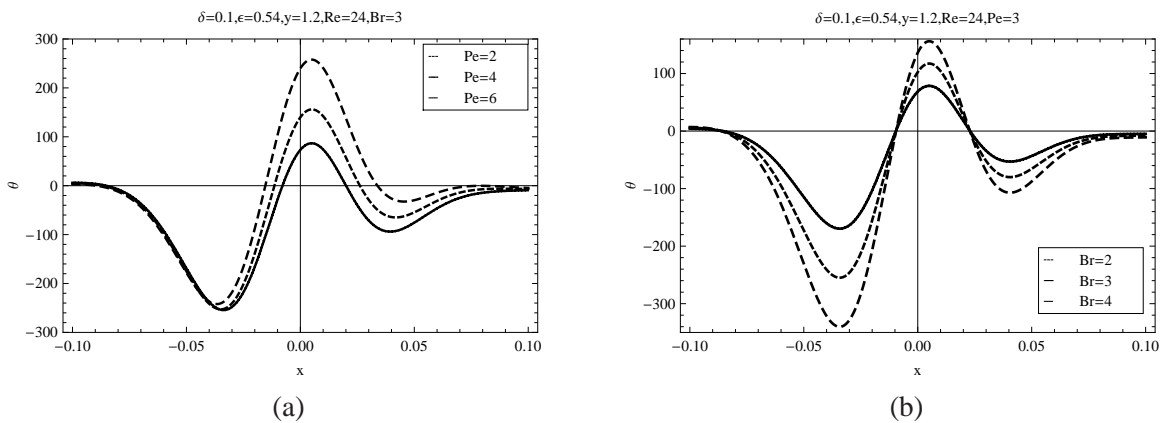 δ=0.1,ϵ=0.54,y=1.2,Re=24,Br=3
300
200
100
0
−100
−200
−300
θ
Pe=2
Pe=4
Pe=6
−0.10 −0.05 0.00 0.05 0.10
x
(a)
δ=0.1,ϵ=0.54,y=1.2,Re=24,Pe=3
100
0
−100
−200
−300
θ
Br=2
Br=3
Br=4
−0.10 −0.05 0.00 0.05 0.10
x
(b)